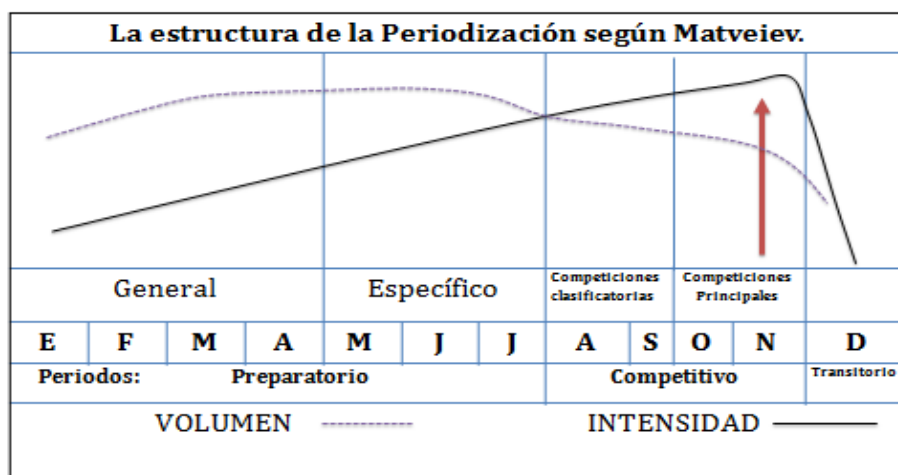 La estructura de la Periodización según Matveiev.
General Específico Competiciones clasificatorias Competiciones Principales
E F M A M J J A S O N D
Periodos: Preparatorio Competitivo Transitorio
VOLUMEN INTENSIDAD